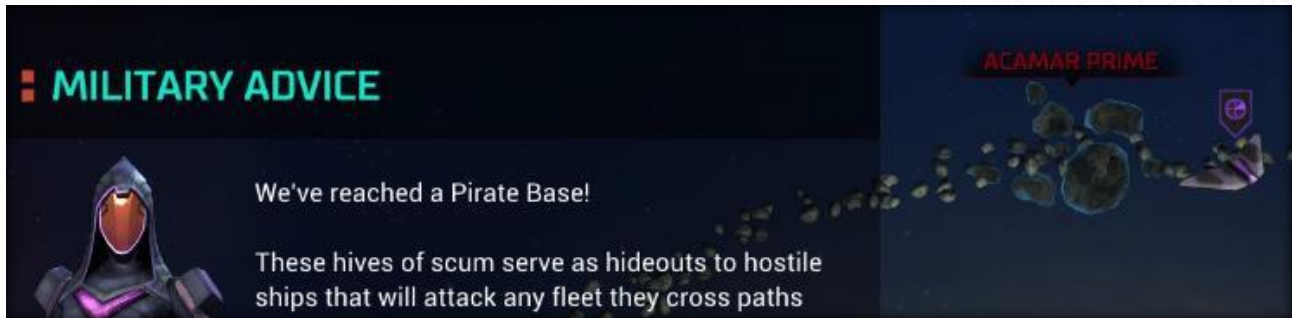 MILITARY ADVICE
ACAMAR PRIME
We've reached a Pirate Base!
These hives of scum serve as hideouts to hostile
ships that will attack any fleet they cross paths